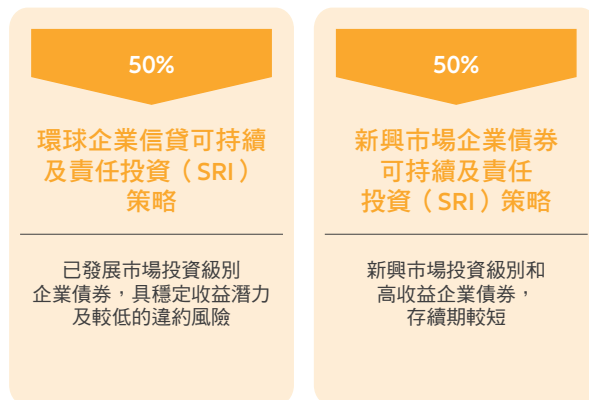 50%
環球企業信貸可持續
及責任投資（SRI）
策略
已發展市場投資級別
企業債券，具穩定收益潛力
及較低的違約風險
50%
新興市場企業債券
可持續及責任
投資（SRI）策略
新興市場投資級別和
高收益企業債券，
存續期較短